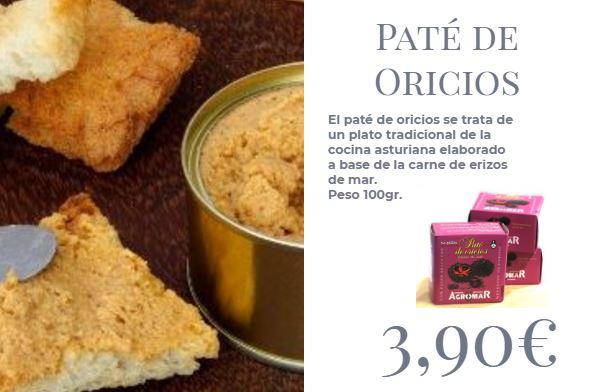 Paté de
Oricios
El paté de oricios se trata de
un plato tradicional de la
cocina asturiana elaborado
a base de la carne de erizos
de mar.
Peso 100gr.
Paté
de oricios
AGROMAR
AGROMAR
3,90€